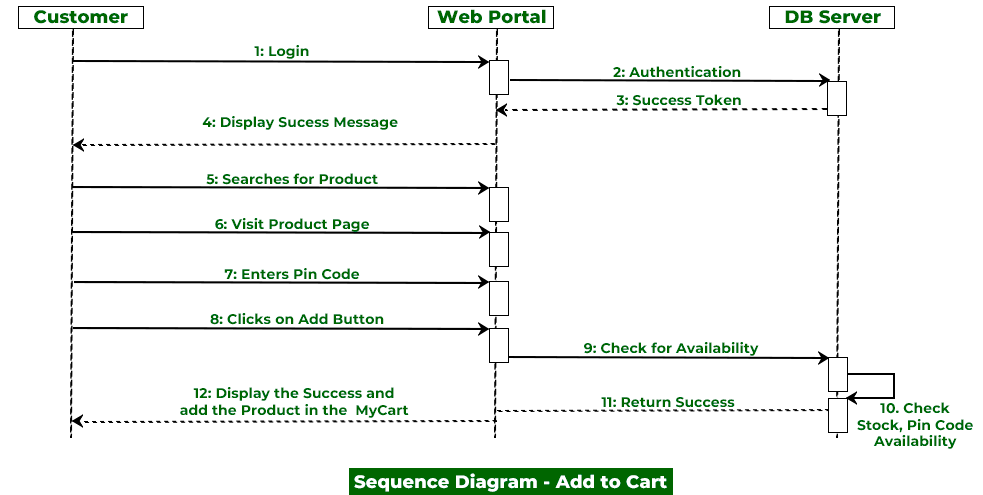 Customer
Web Portal
DB Server
1: Login
2: Authentication
3: Success Token
4: Display Sucess Message
5: Searches for Product
6: Visit Product Page
7: Enters Pin Code
8: Clicks on Add Button
9: Check for Availability
10. Check
Stock, Pin Code
Availability
11: Return Success
12: Display the Success and
add the Product in the MyCart
Sequence Diagram - Add to Cart